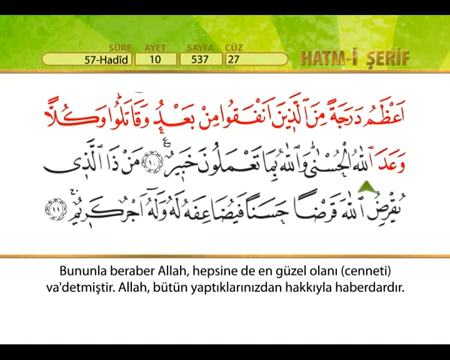 SÛRE AYET SAYFA CÜZ
57-Hadîd 10 537 27
HATM-İ ŞERİF
اَعْظَمُ دَرَجَةً مِنَ الَّذ۪ينَ اَنْفَقُوا مِنْ بَعْدُ وَقَاتَلُواۜ وَكُلًّا
وَعَدَ اللّٰهُ الْحُسْنٰىۜ وَاللّٰهُ بِمَا تَعْمَلُونَ خَب۪يرٌ ﴿١٠﴾ مَنْ ذَا الَّذ۪ي
يُقْرِضُ اللّٰهَ قَرْضًا حَسَنًا فَيُضَاعِفَهُ لَهُ وَلَهُٓ اَجْرٌ كَر۪يمٌ ﴿١١﴾
Bununla beraber Allah, hepsine de en güzel olanı (cenneti)
va'detmiştir. Allah, bütün yaptıklarınızdan hakkıyla haberdardır.